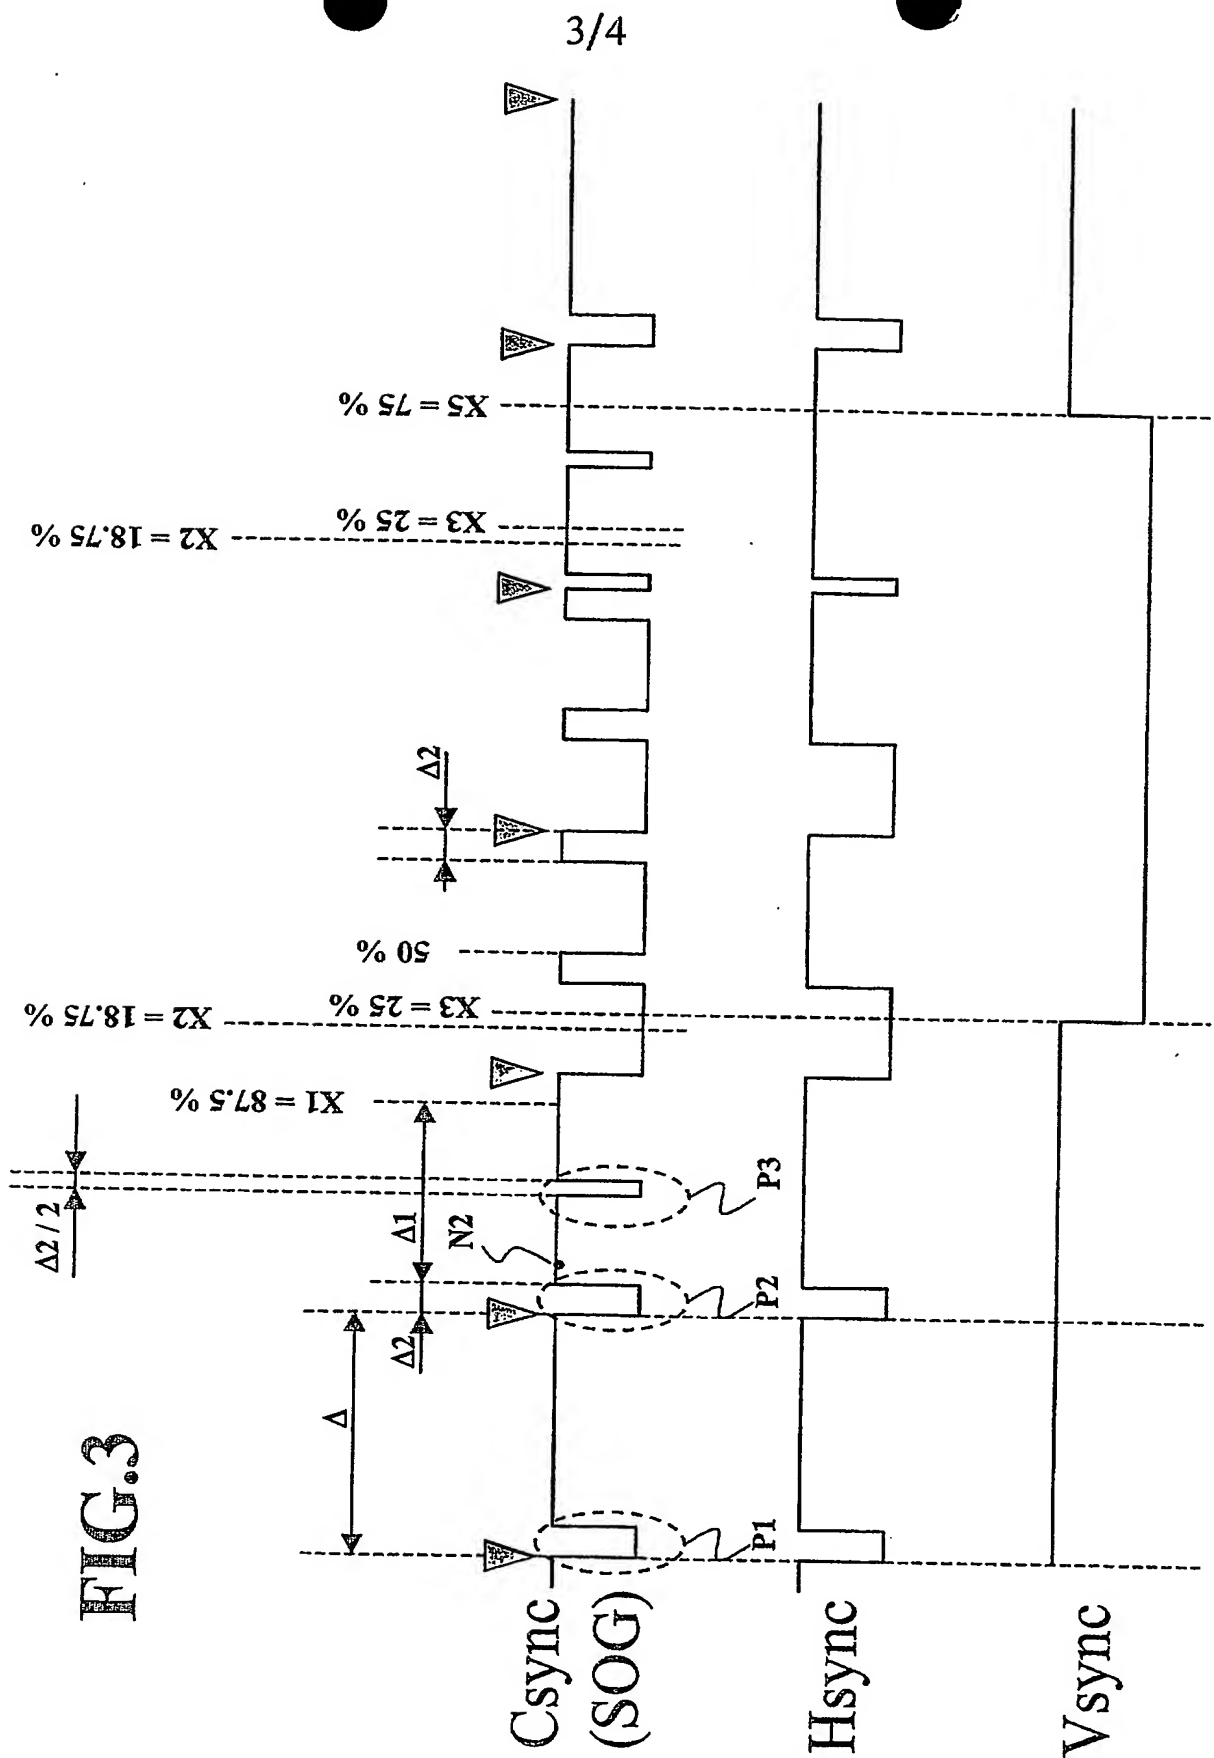 3/4
FIG.3
Δ2 / 2
X2 = 18.75 %
X2 = 18.75 %
X1 = 87.5 %
X3 = 25 %
50 %
X3 = 25 %
X5 = 75 %
Δ
Δ2
Δ1
Δ2
N2
Csync
(SOG)
P1
P2
P3
Hsync
Vsync